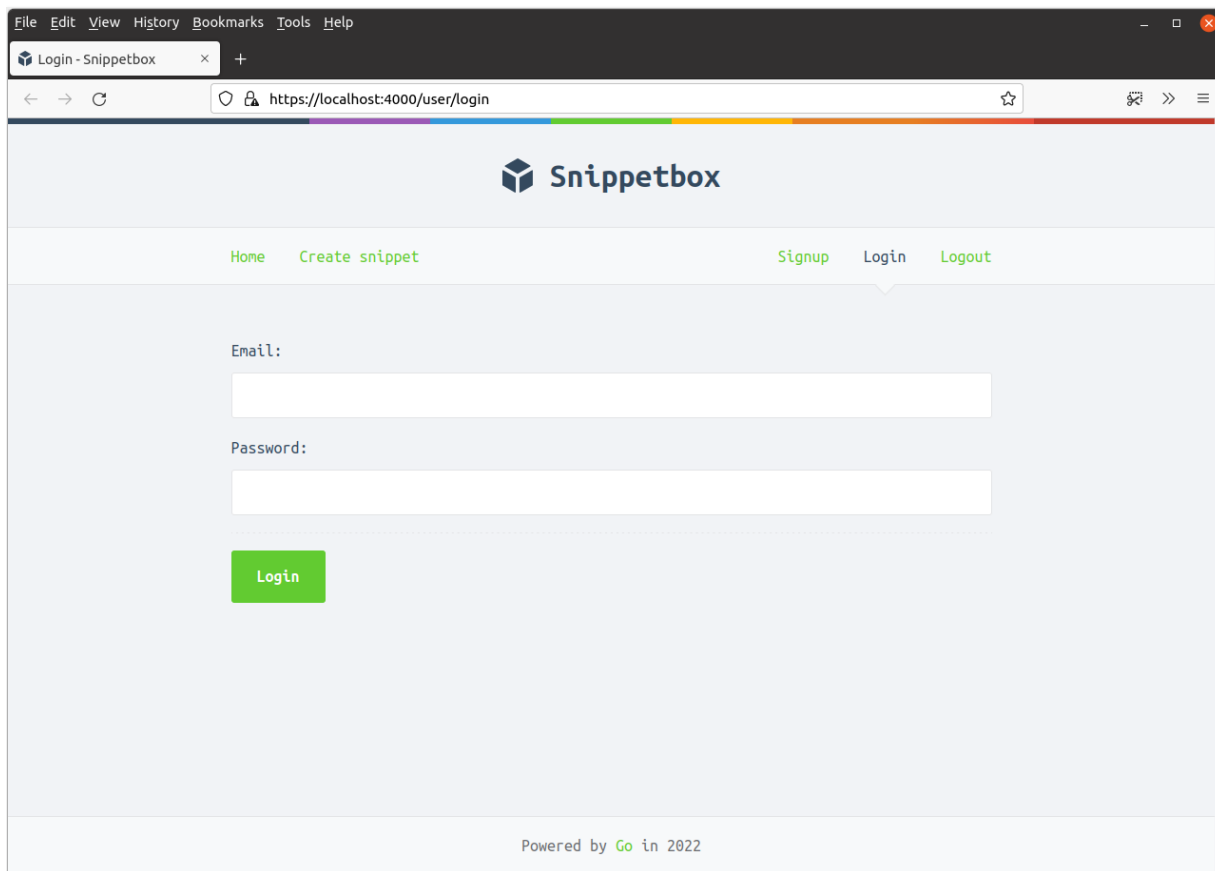 File Edit View History Bookmarks Tools Help
Login - Snippetbox
https://localhost:4000/user/login
Snippetbox
Home Create snippet Signup Login Logout
Email:
Password:
Login
Powered by Go in 2022